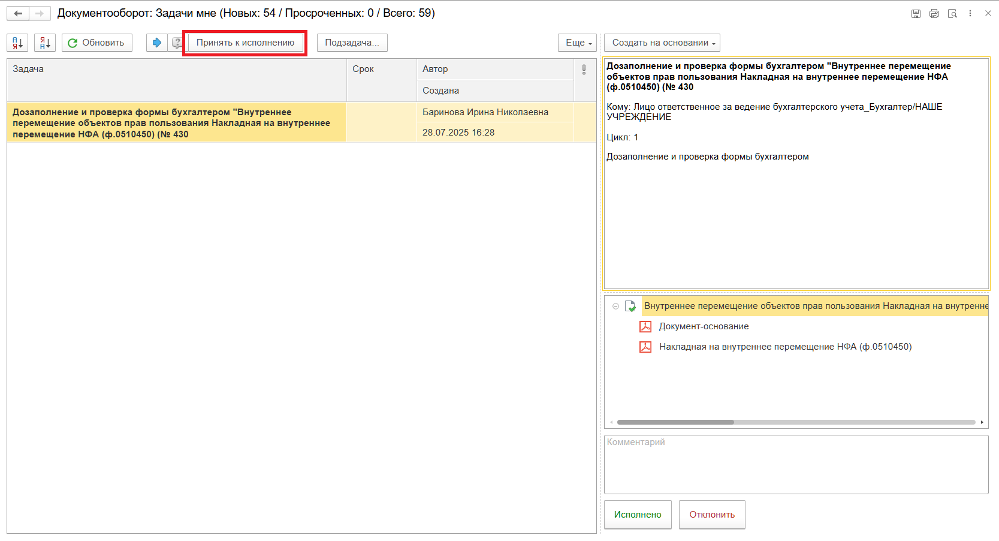 Документооборот: Задачи мне (Новых: 54 / Просроченных: 0 / Всего: 59)
А
Я
Я
А
Обновить
?
Принять к исполнению
Подзадача...
Еще
Создать на основании
Задача
Срок
Автор
Создана
Дозаполнение и проверка формы бухгалтером "Внутреннее
перемещение объектов прав пользования Накладная на внутреннее
перемещение НФА (ф.0510450) (№ 430
Баринова Ирина Николаевна
28.07.2025 16:28
Дозаполнение и проверка формы бухгалтером "Внутреннее перемещение
объектов прав пользования Накладная на внутреннее перемещение НФА
(ф.0510450) (№ 430
Кому: Лицо ответственное за ведение бухгалтерского учета_Бухгалтер/НАШЕ
УЧРЕЖДЕНИЕ
Цикл: 1
Дозаполнение и проверка формы бухгалтером
Внутреннее перемещение объектов прав пользования Накладная на внутренне
Документ-основание
Накладная на внутреннее перемещение НФА (ф.0510450)
Комментарий
Исполнено
Отклонить